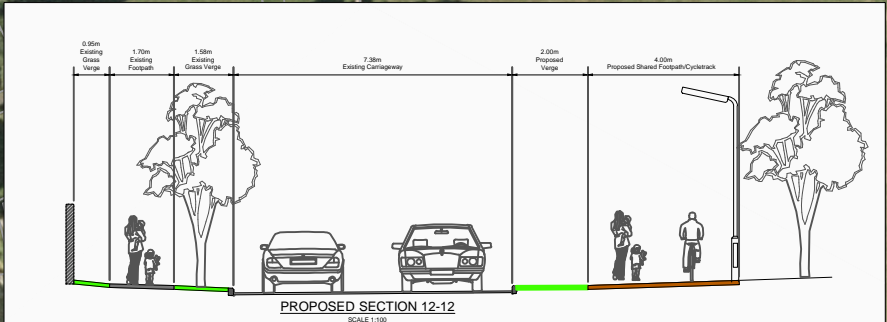 0.95m
Existing
Grass
Verge
1.70m
Existing
Footpath
1.58m
Existing
Grass Verge
7.38m
Existing Carriageway
2.00m
Proposed
Verge
4.00m
Proposed Shared Footpath/Cycletrack
PROPOSED SECTION 12-12
SCALE 1:100